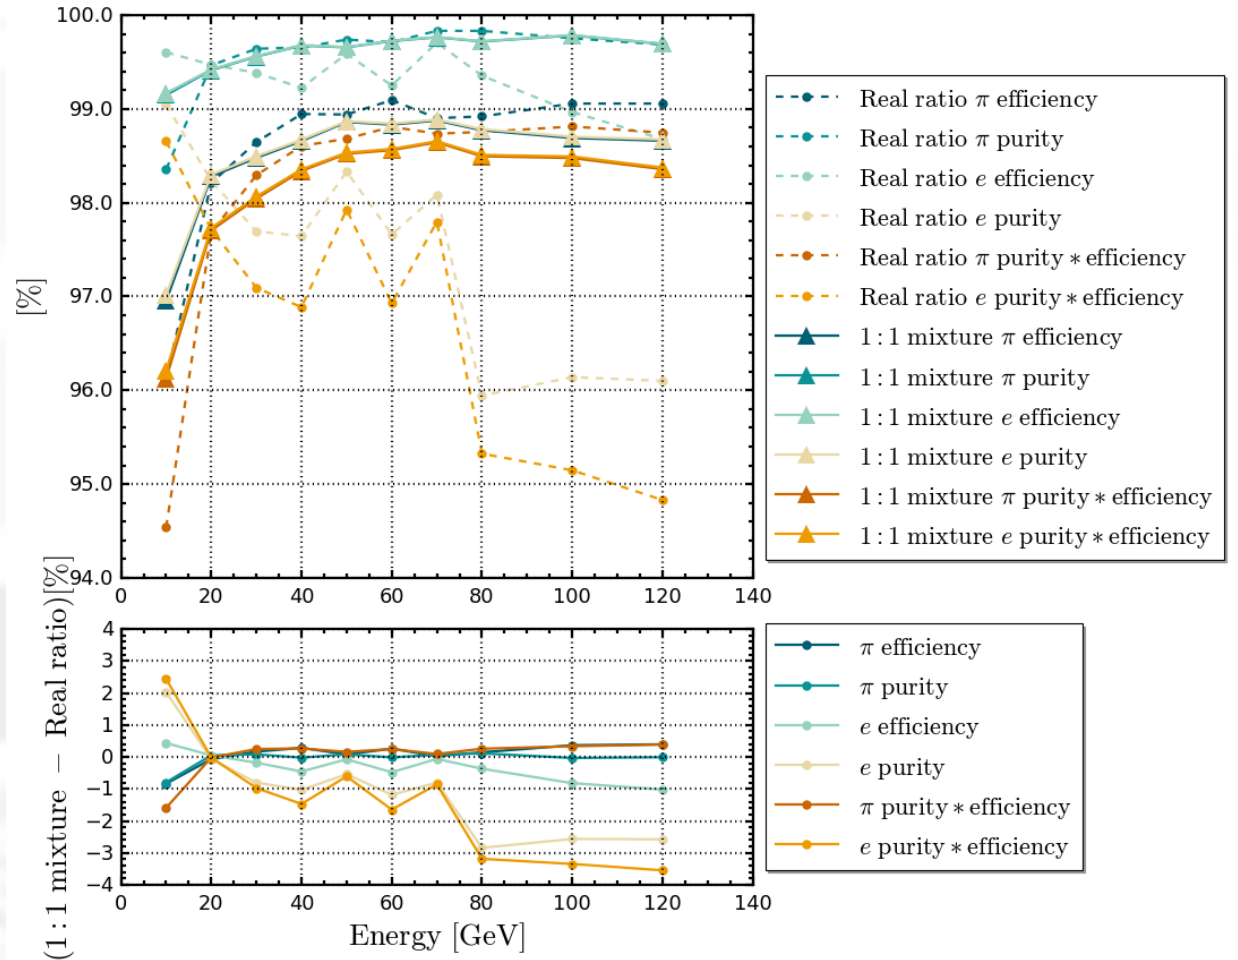 100.0
99.0
98.0
97.0
96.0
95.0
94.0
[%]
0 20 40 60 80 100 120 140
Real ratio π efficiency
Real ratio π purity
Real ratio e efficiency
Real ratio e purity
Real ratio π purity * efficiency
Real ratio e purity * efficiency
1 : 1 mixture π efficiency
1 : 1 mixture π purity
1 : 1 mixture e efficiency
1 : 1 mixture e purity
1 : 1 mixture π purity * efficiency
1 : 1 mixture e purity * efficiency
(1 : 1 mixture − Real ratio)[%]
4
3
2
1
0
−1
−2
−3
−4
0 20 40 60 80 100 120 140
Energy [GeV]
π efficiency
π purity
e efficiency
e purity
π purity * efficiency
e purity * efficiency